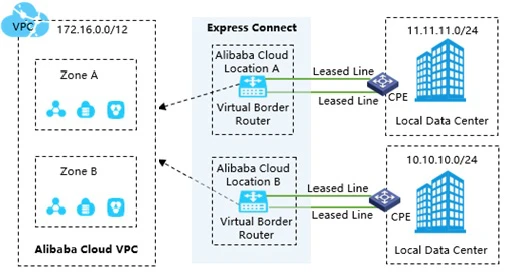 VPC
172.16.0.0/12
Zone A
Zone B
Alibaba Cloud VPC
Express Connect
Alibaba Cloud
Location A
Virtual Border
Router
Alibaba Cloud
Location B
Virtual Border
Router
Leased Line
Leased Line
CPE
Leased Line
Leased Line
CPE
11.11.11.0/24
Local Data Center
10.10.10.0/24
Local Data Center